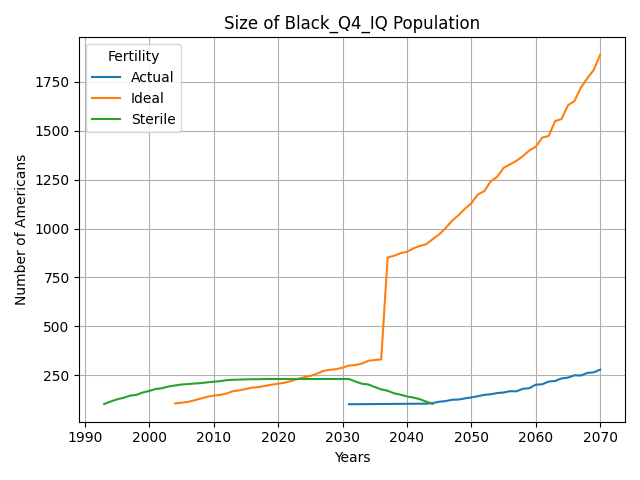 Size of Black_Q4_IQ Population
Fertility
Actual
Ideal
Sterile
Number of Americans
1750
1500
1250
1000
750
500
250
1990 2000 2010 2020 2030 2040 2050 2060 2070
Years